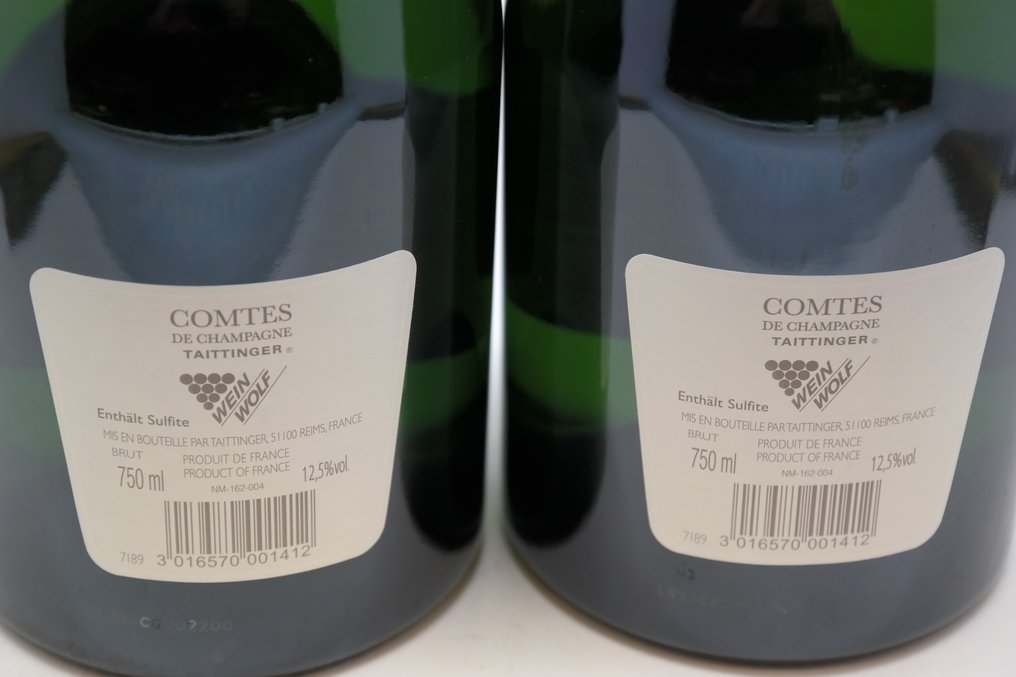 COMTES
DE CHAMPAGNE
TAITTINGER©
WEIN
WOLF
Enthält Sulfite
MIS EN BOUTEILLE PAR TAITTINGER, 51100 REIMS, FRANCE
BRUT
PRODUIT DE FRANCE
750 ml
PRODUCT OF FRANCE
12,5%vol.
NM-162-004
7189
3 016570 001412
COMTES
DE CHAMPAGNE
TAITTINGER©
WEIN
WOLF
Enthält Sulfite
MIS EN BOUTEILLE PAR TAITTINGER, 51100 REIMS, FRANCE
BRUT
PRODUIT DE FRANCE
750 ml
PRODUCT OF FRANCE
12,5%vol.
NM-162-004
7189
3 016570 001412